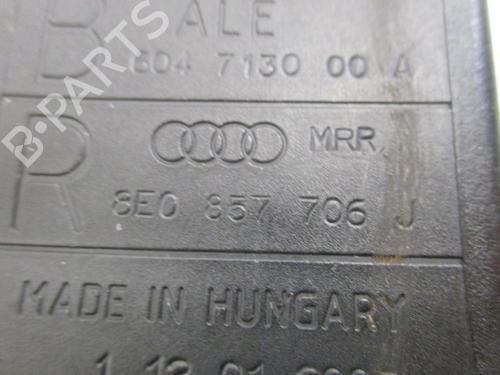 B ALE
604 7130 00 A
R MRR
8E0 857 706 J
MADE IN HUNGARY
B-PARTS